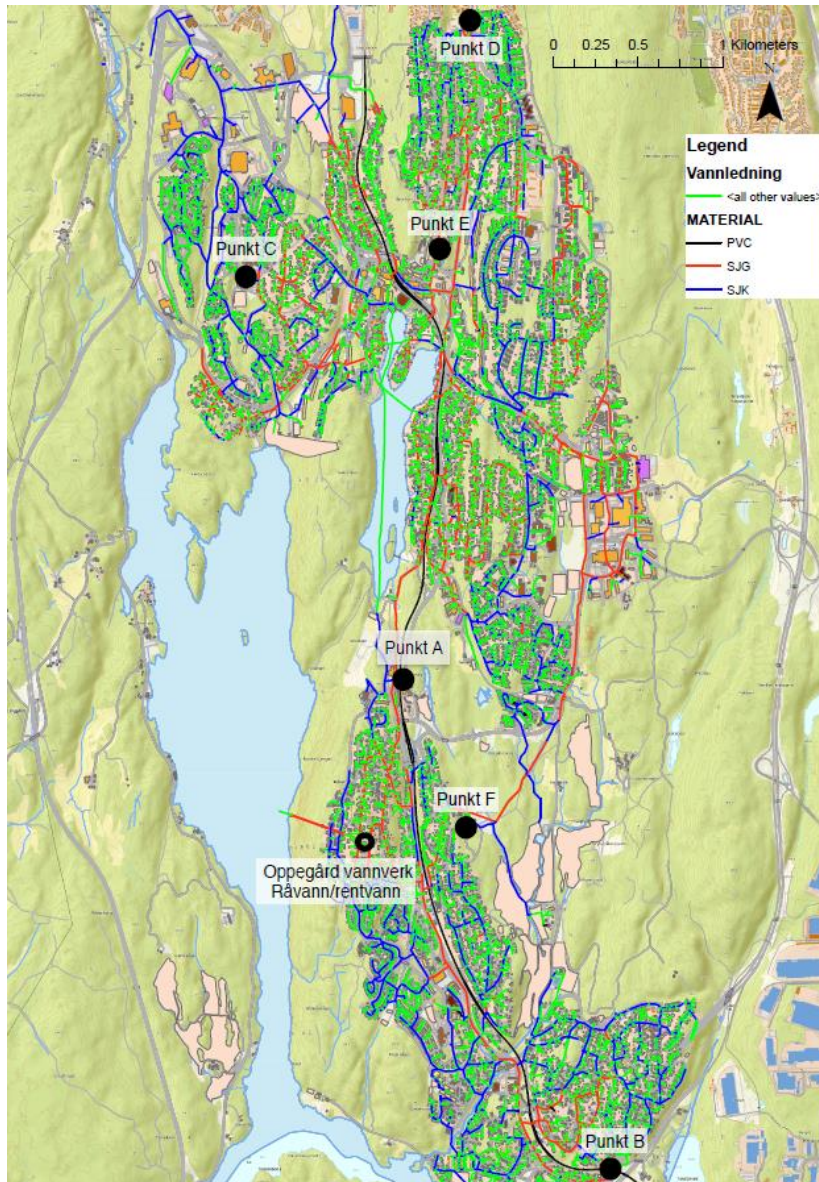 Punkt D
0 0.25 0.5 1 Kilometers
N
Legend
Vannledning
<all other values>
MATERIAL
PVC
SJG
SJK
Punkt E
Punkt C
Punkt A
Punkt F
Oppegård vannverk
Råvann/rentvann
Punkt B